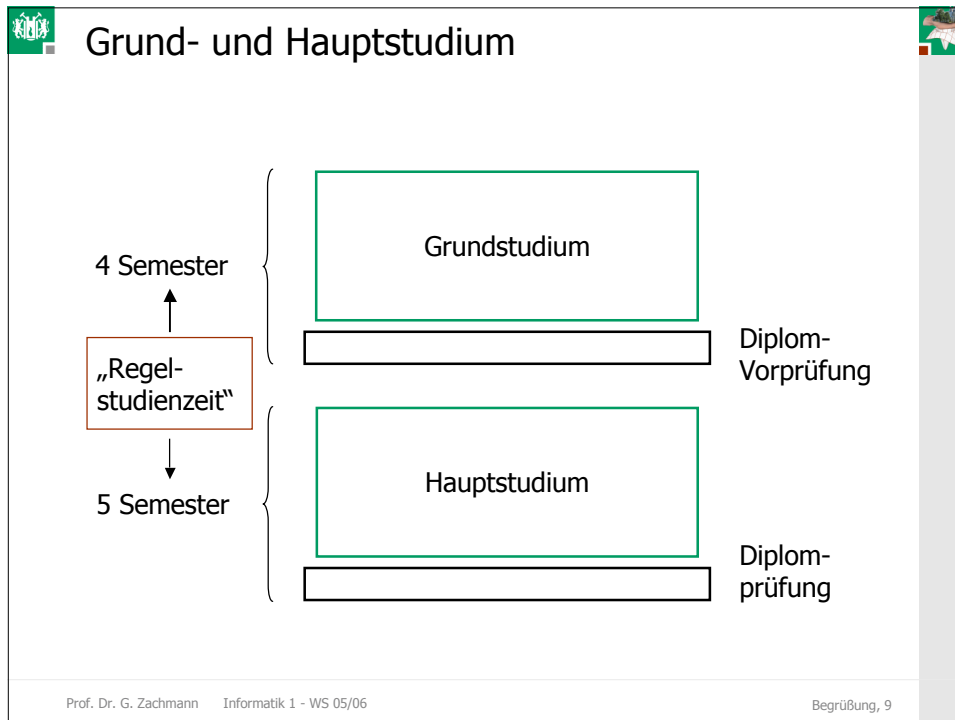 Grund- und Hauptstudium
Grundstudium
4 Semester
Diplom-
Vorprüfung
„Regel-
studienzeit“
Hauptstudium
5 Semester
Diplom-
prüfung
Prof. Dr. G. Zachmann Informatik 1 - WS 05/06
Begrüßung, 9